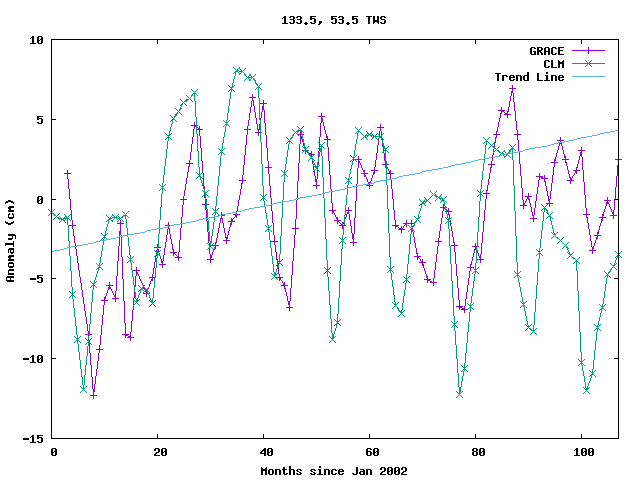 133.5, 53.5 TWS
GRACE
CLM
Trend Line
10
5
0
-5
-10
-15
Anomaly (cm)
0 20 40 60 80 100
Months since Jan 2002